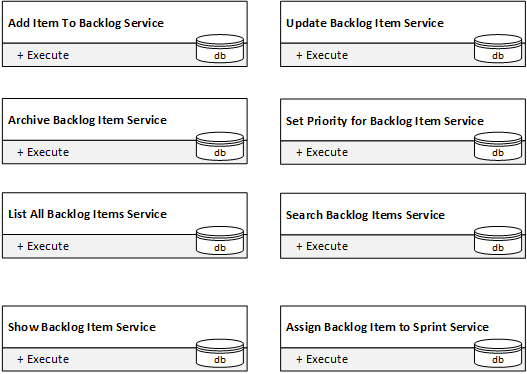 Add Item To Backlog Service
+ Execute
db
Update Backlog Item Service
+ Execute
db
Archive Backlog Item Service
+ Execute
db
Set Priority for Backlog Item Service
+ Execute
db
List All Backlog Items Service
+ Execute
db
Search Backlog Items Service
+ Execute
db
Show Backlog Item Service
+ Execute
db
Assign Backlog Item to Sprint Service
+ Execute
db